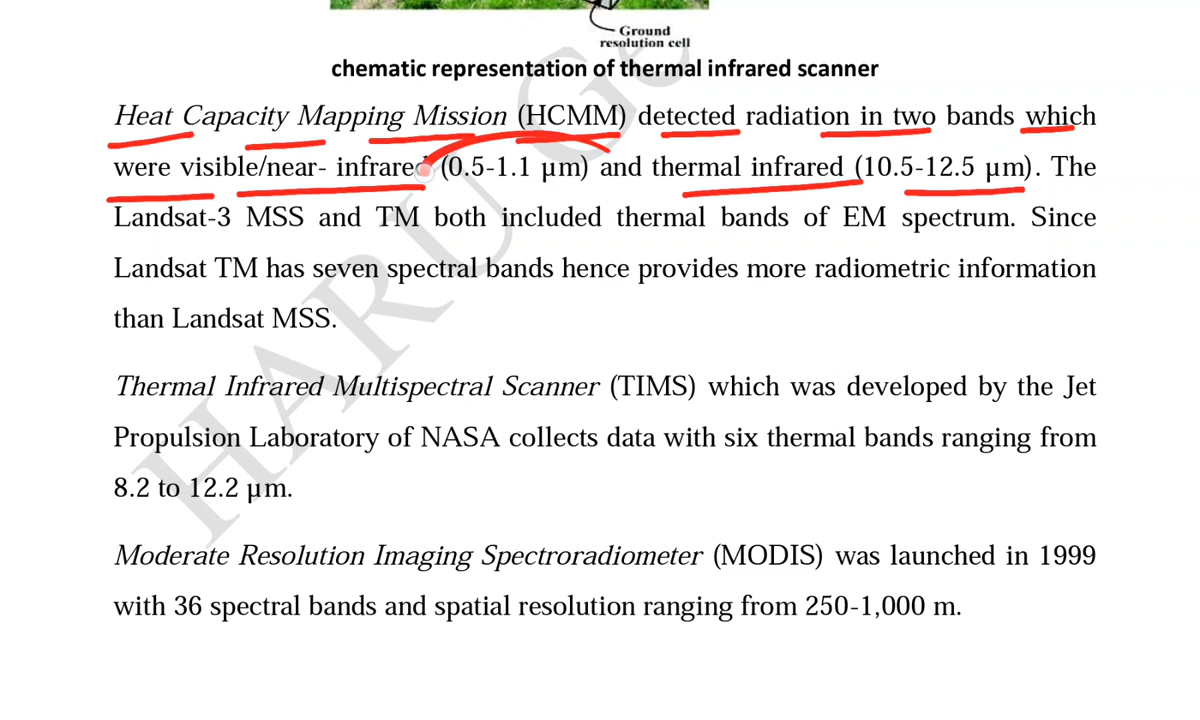 Ground
resolution cell
chematic representation of thermal infrared scanner
Heat Capacity Mapping Mission (HCMM) detected radiation in two bands which
were visible/near- infrared (0.5-1.1 µm) and thermal infrared (10.5-12.5 µm). The
Landsat-3 MSS and TM both included thermal bands of EM spectrum. Since
Landsat TM has seven spectral bands hence provides more radiometric information
than Landsat MSS.
Thermal Infrared Multispectral Scanner (TIMS) which was developed by the Jet
Propulsion Laboratory of NASA collects data with six thermal bands ranging from
8.2 to 12.2 µm.
Moderate Resolution Imaging Spectroradiometer (MODIS) was launched in 1999
with 36 spectral bands and spatial resolution ranging from 250-1,000 m.
HARU Ge